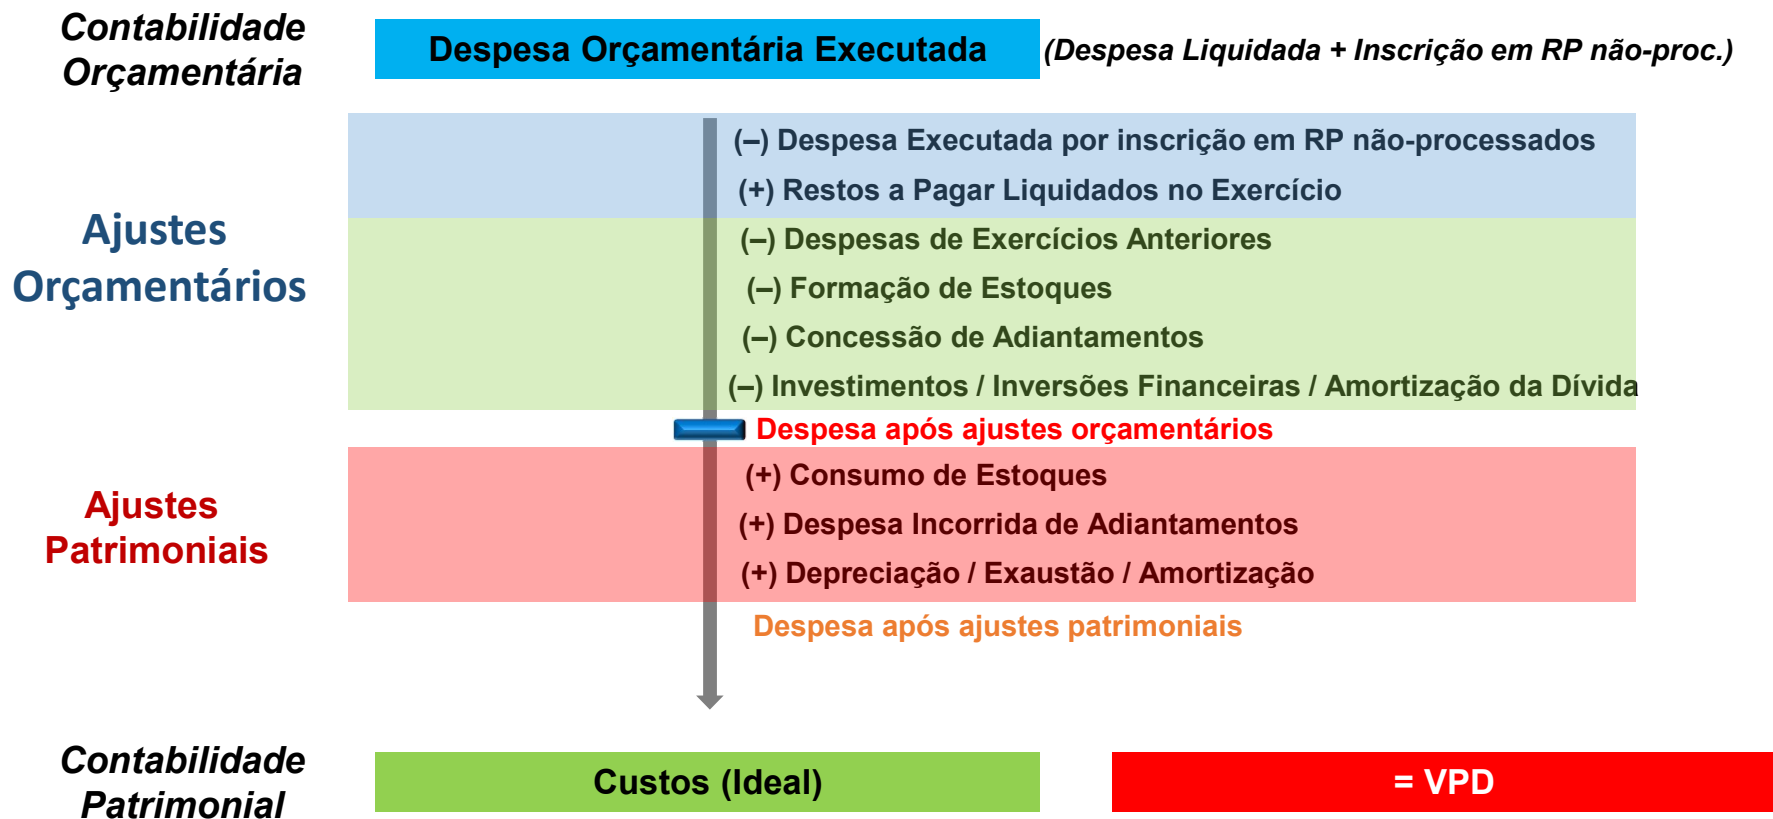 Contabilidade
Orçamentária
Despesa Orçamentária Executada
(Despesa Liquidada + Inscrição em RP não-proc.)
Ajustes
Orçamentários
(–) Despesa Executada por inscrição em RP não-processados
(+) Restos a Pagar Liquidados no Exercício
(–) Despesas de Exercícios Anteriores
(–) Formação de Estoques
(–) Concessão de Adiantamentos
(–) Investimentos / Inversões Financeiras / Amortização da Dívida
Despesa após ajustes orçamentários
Ajustes
Patrimoniais
(+) Consumo de Estoques
(+) Despesa Incorrida de Adiantamentos
(+) Depreciação / Exaustão / Amortização
Despesa após ajustes patrimoniais
Contabilidade
Patrimonial
Custos (Ideal)
= VPD